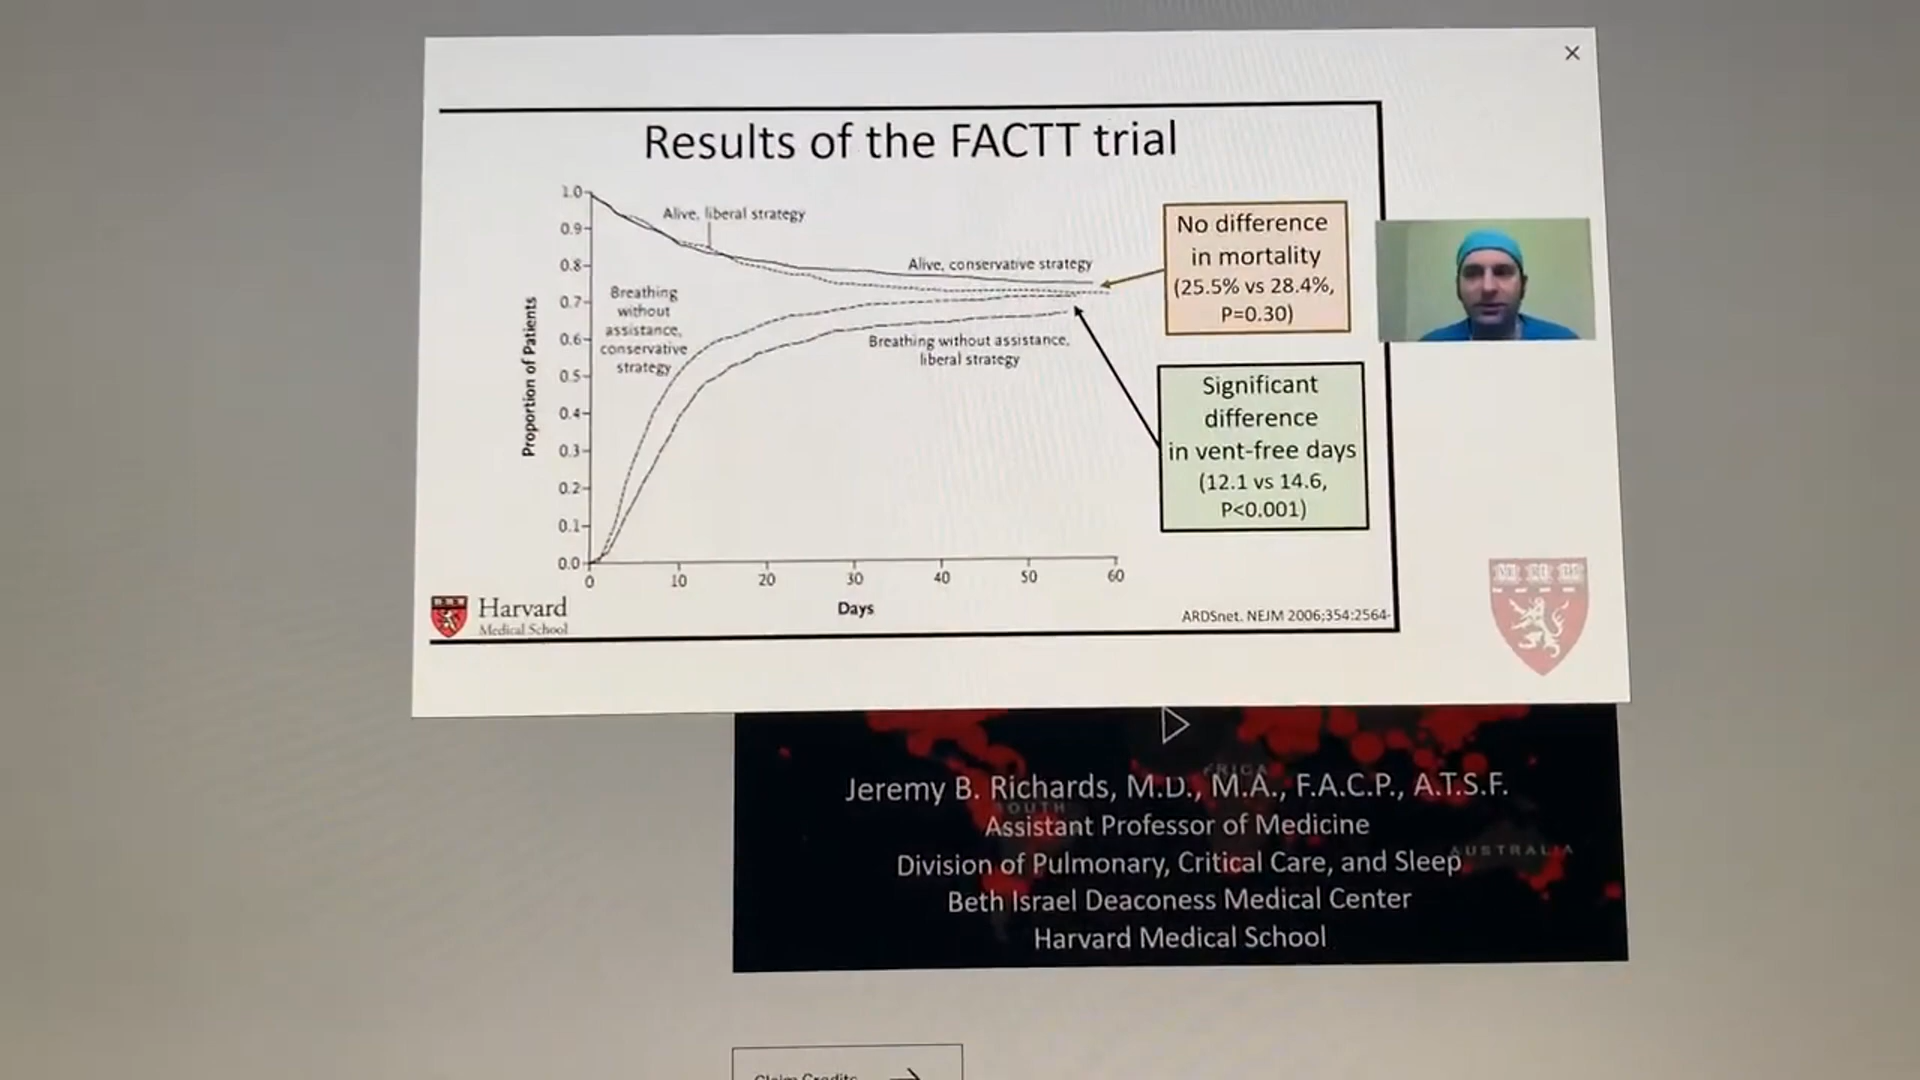 ×
Results of the FACTT trial
1.0
0.9
0.8
0.7
0.6
0.5
0.4
0.3
0.2
0.1
0.0
Proportion of Patients
Alive, liberal strategy
Alive, conservative strategy
Breathing
without
assistance,
conservative
strategy
Breathing without assistance,
liberal strategy
0 10 20 30 40 50 60
Days
No difference
in mortality
(25.5% vs 28.4%,
P=0.30)
Significant
difference
in vent-free days
(12.1 vs 14.6,
P<0.001)
Harvard
Medical School
ARDSnet. NEJM 2006;354:2564-
Jeremy B. Richards, M.D., M.A., F.A.C.P., A.T.S.F.
SOUTH
Assistant Professor of Medicine
AUSTRALIA
Division of Pulmonary, Critical Care, and Sleep
Beth Israel Deaconess Medical Center
Harvard Medical School
Claim Credits